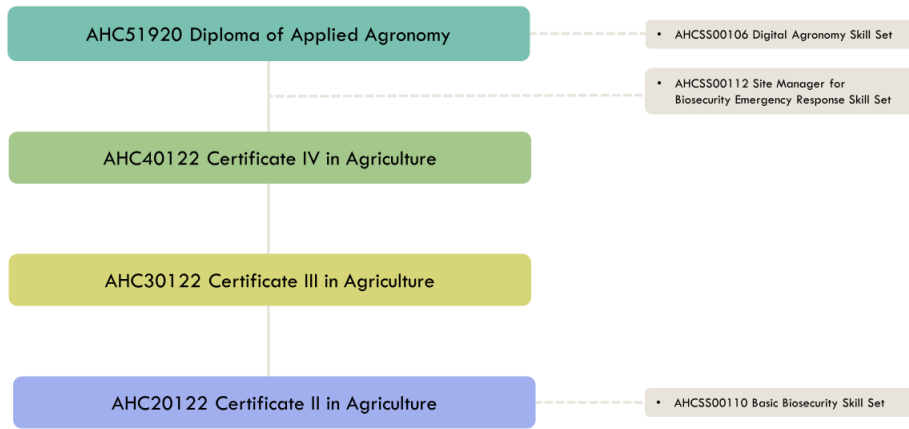 AHC51920 Diploma of Applied Agronomy
• AHCSS00106 Digital Agronomy Skill Set
• AHCSS00112 Site Manager for
Biosecurity Emergency Response Skill Set
AHC40122 Certificate IV in Agriculture
AHC30122 Certificate III in Agriculture
AHC20122 Certificate II in Agriculture
• AHCSS00110 Basic Biosecurity Skill Set